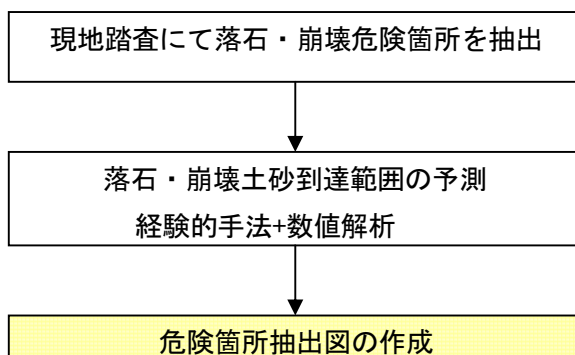 現地踏査にて落石・崩壊危険箇所を抽出
落石・崩壊土砂到達範囲の予測
経験的手法+数値解析
危険箇所抽出図の作成